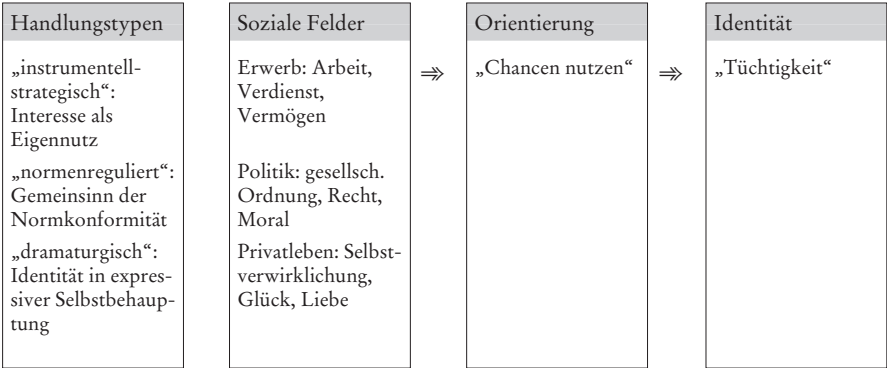 Handlungstypen
„instrumentell-
strategisch“:
Interesse als
Eigennutz
„normenreguliert“:
Gemeinsinn der
Normkonformität
„dramaturgisch“:
Identität in expres-
siver Selbstbehaup-
tung
Soziale Felder
Erwerb: Arbeit,
Verdienst,
Vermögen
Politik: gesellsch.
Ordnung, Recht,
Moral
Privatleben: Selbst-
verwirklichung,
Glück, Liebe
⇒
Orientierung
„Chancen nutzen“
⇒
Identität
„Tüchtigkeit“